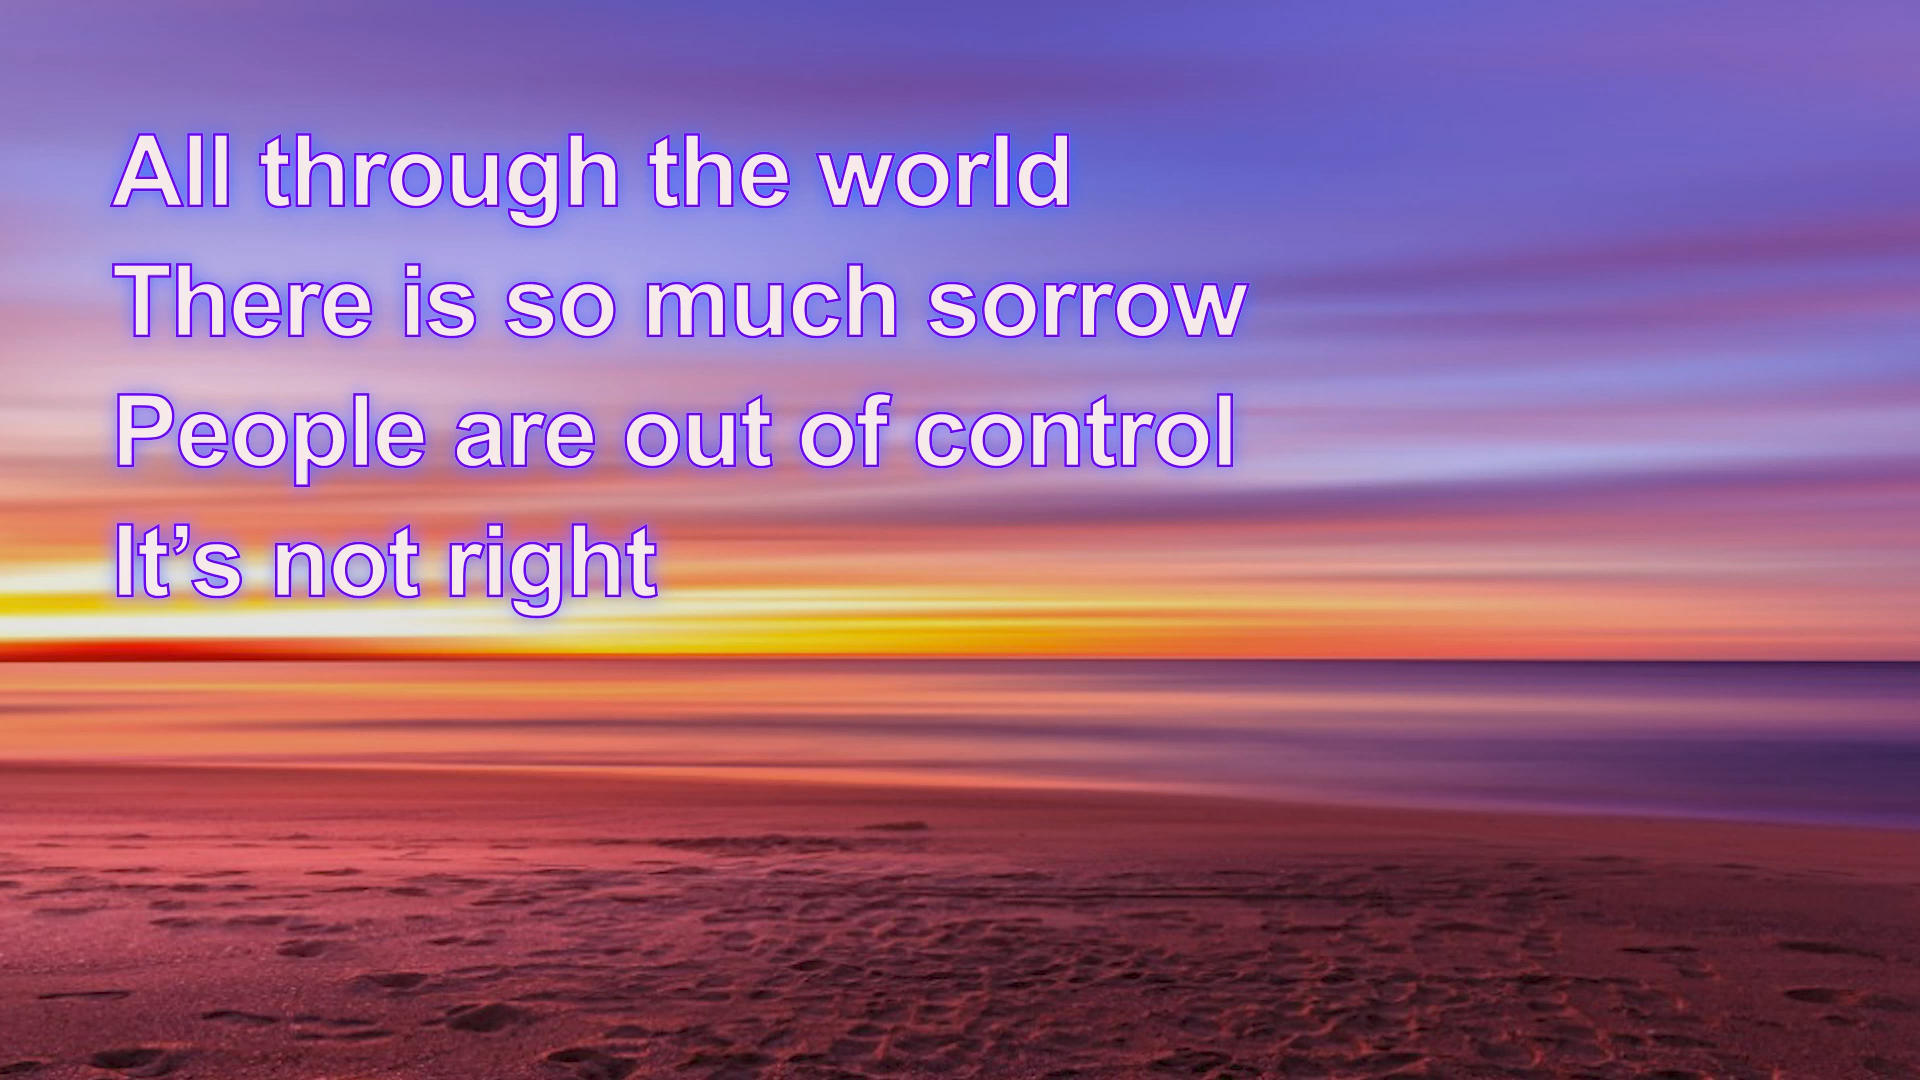 All through the world
There is so much sorrow
People are out of control
It’s not right